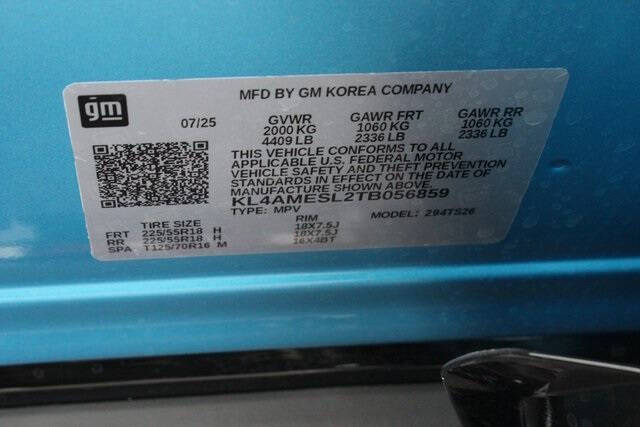 gm
MFD BY GM KOREA COMPANY
07/25 GVWR GAWR FRT GAWR RR
2000 KG 1060 KG 1060 KG
4409 LB 2336 LB 2336 LB
THIS VEHICLE CONFORMS TO ALL
APPLICABLE U.S. FEDERAL MOTOR
VEHICLE SAFETY AND THEFT PREVENTION
STANDARDS IN EFFECT ON THE DATE OF
MANUFACTURE SHOWN ABOVE.
KL4AMESL2TB056859
TYPE: MPV MODEL: 294TS26
TIRE SIZE RIM
FRT 225/55R18 H 18X7.5J
RR 225/55R18 H 18X7.5J
SPA T125/70R16 M 16X4BT